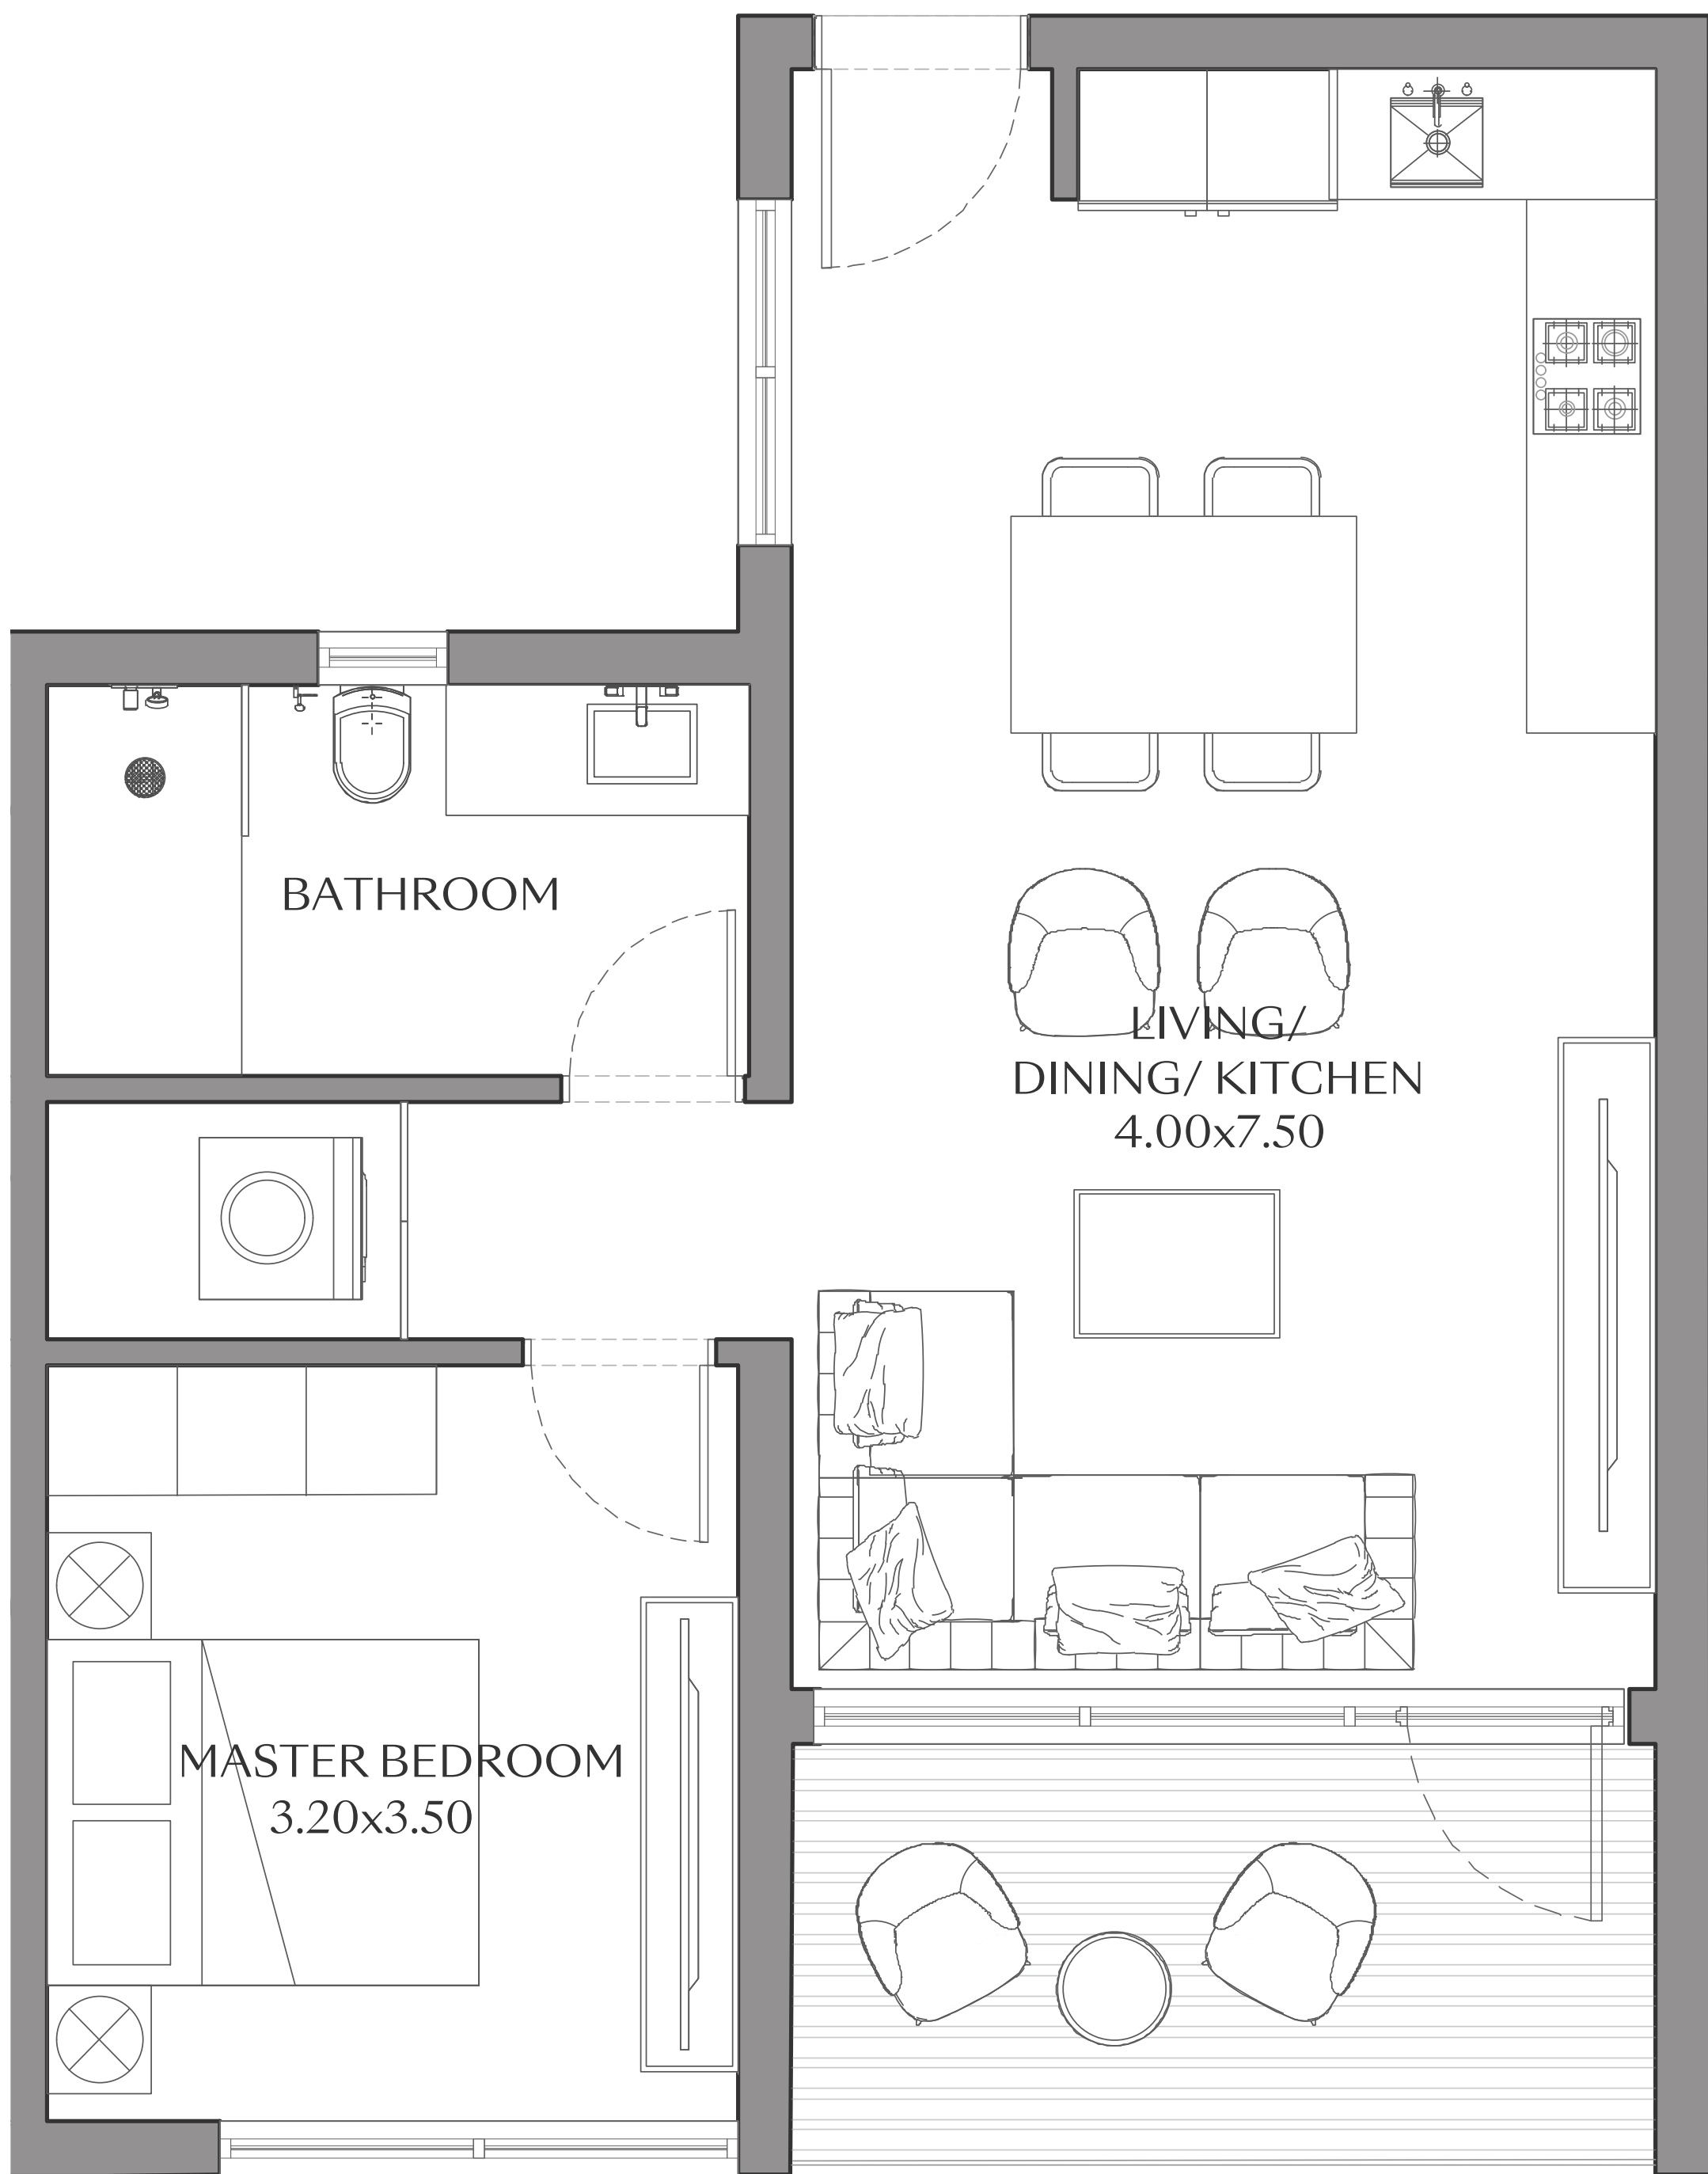 BATHROOM
LIVING/
DINING/ KITCHEN
4.00x7.50
MASTER BEDROOM
3.20x3.50